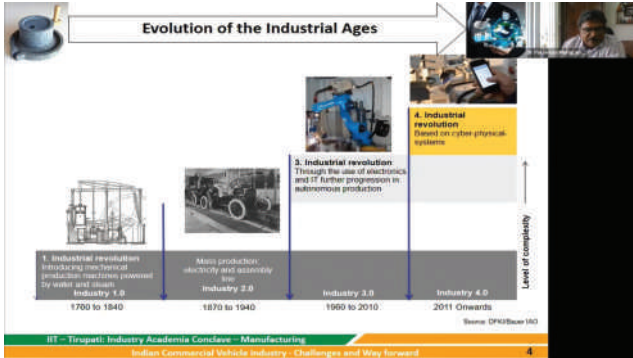 Evolution of the Industrial Ages
4. Industrial
revolution
Based on cyber-physical-
systems
3. Industrial revolution
Through the use of electronics
and IT further progression in
autonomous production
Level of complexity
1. Industrial revolution
Introducing mechanical
production machines powered
by water and steam
Industry 1.0
Mass production,
electricity and assembly
line
Industry 2.0
Industry 3.0
Industry 4.0
1760 to 1840
1870 to 1940
1960 to 2010
2011 Onwards
Source: DFKI/Bauer IAO
IIT – Tirupati: Industry Academia Conclave – Manufacturing
Indian Commercial Vehicle Industry - Challenges and Way forward
4